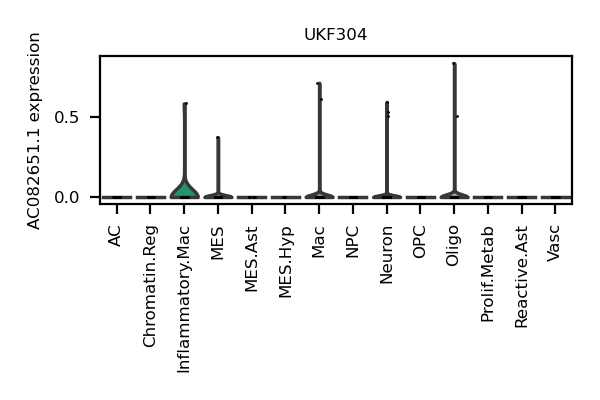 UKF304
AC082651.1 expression
0.5
0.0
AC
Chromatin.Reg
Inflammatory.Mac
MES
MES.Ast
MES.Hyp
Mac
NPC
Neuron
OPC
Oligo
Prolif.Metab
Reactive.Ast
Vasc